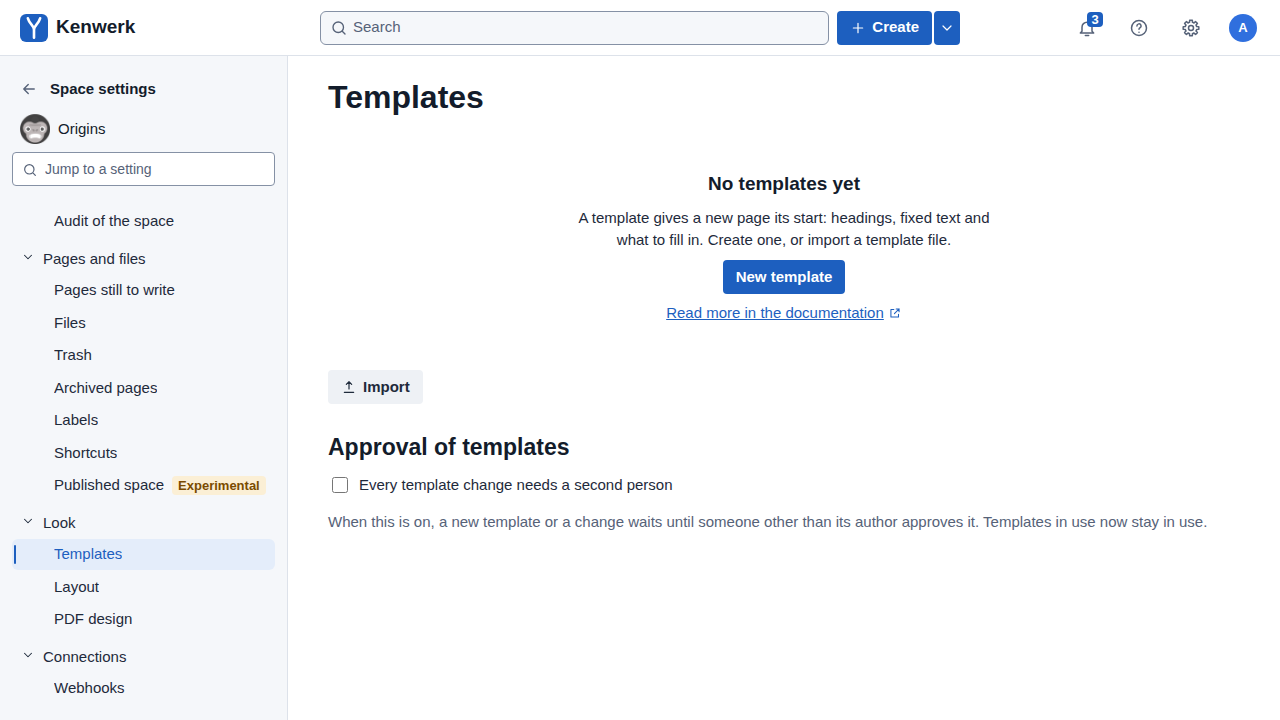 Kenwerk
Search
Create
3
A
Space settings
Origins
Jump to a setting
Audit of the space
Pages and files
Pages still to write
Files
Trash
Archived pages
Labels
Shortcuts
Published space Experimental
Look
Templates
Layout
PDF design
Connections
Webhooks
Templates
No templates yet
A template gives a new page its start: headings, fixed text and
what to fill in. Create one, or import a template file.
New template
Read more in the documentation
Import
Approval of templates
Every template change needs a second person
When this is on, a new template or a change waits until someone other than its author approves it. Templates in use now stay in use.